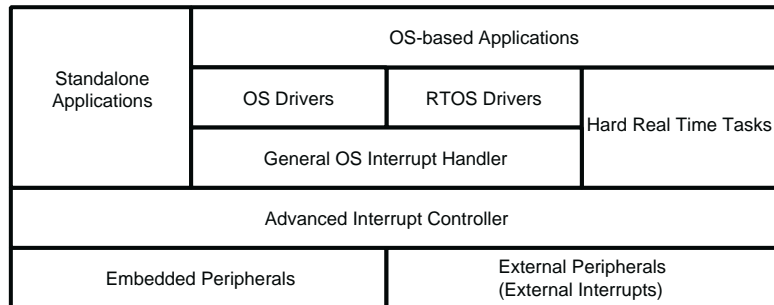 OS-based Applications
Standalone
Applications
OS Drivers
RTOS Drivers
Hard Real Time Tasks
General OS Interrupt Handler
Advanced Interrupt Controller
Embedded Peripherals
External Peripherals
(External Interrupts)